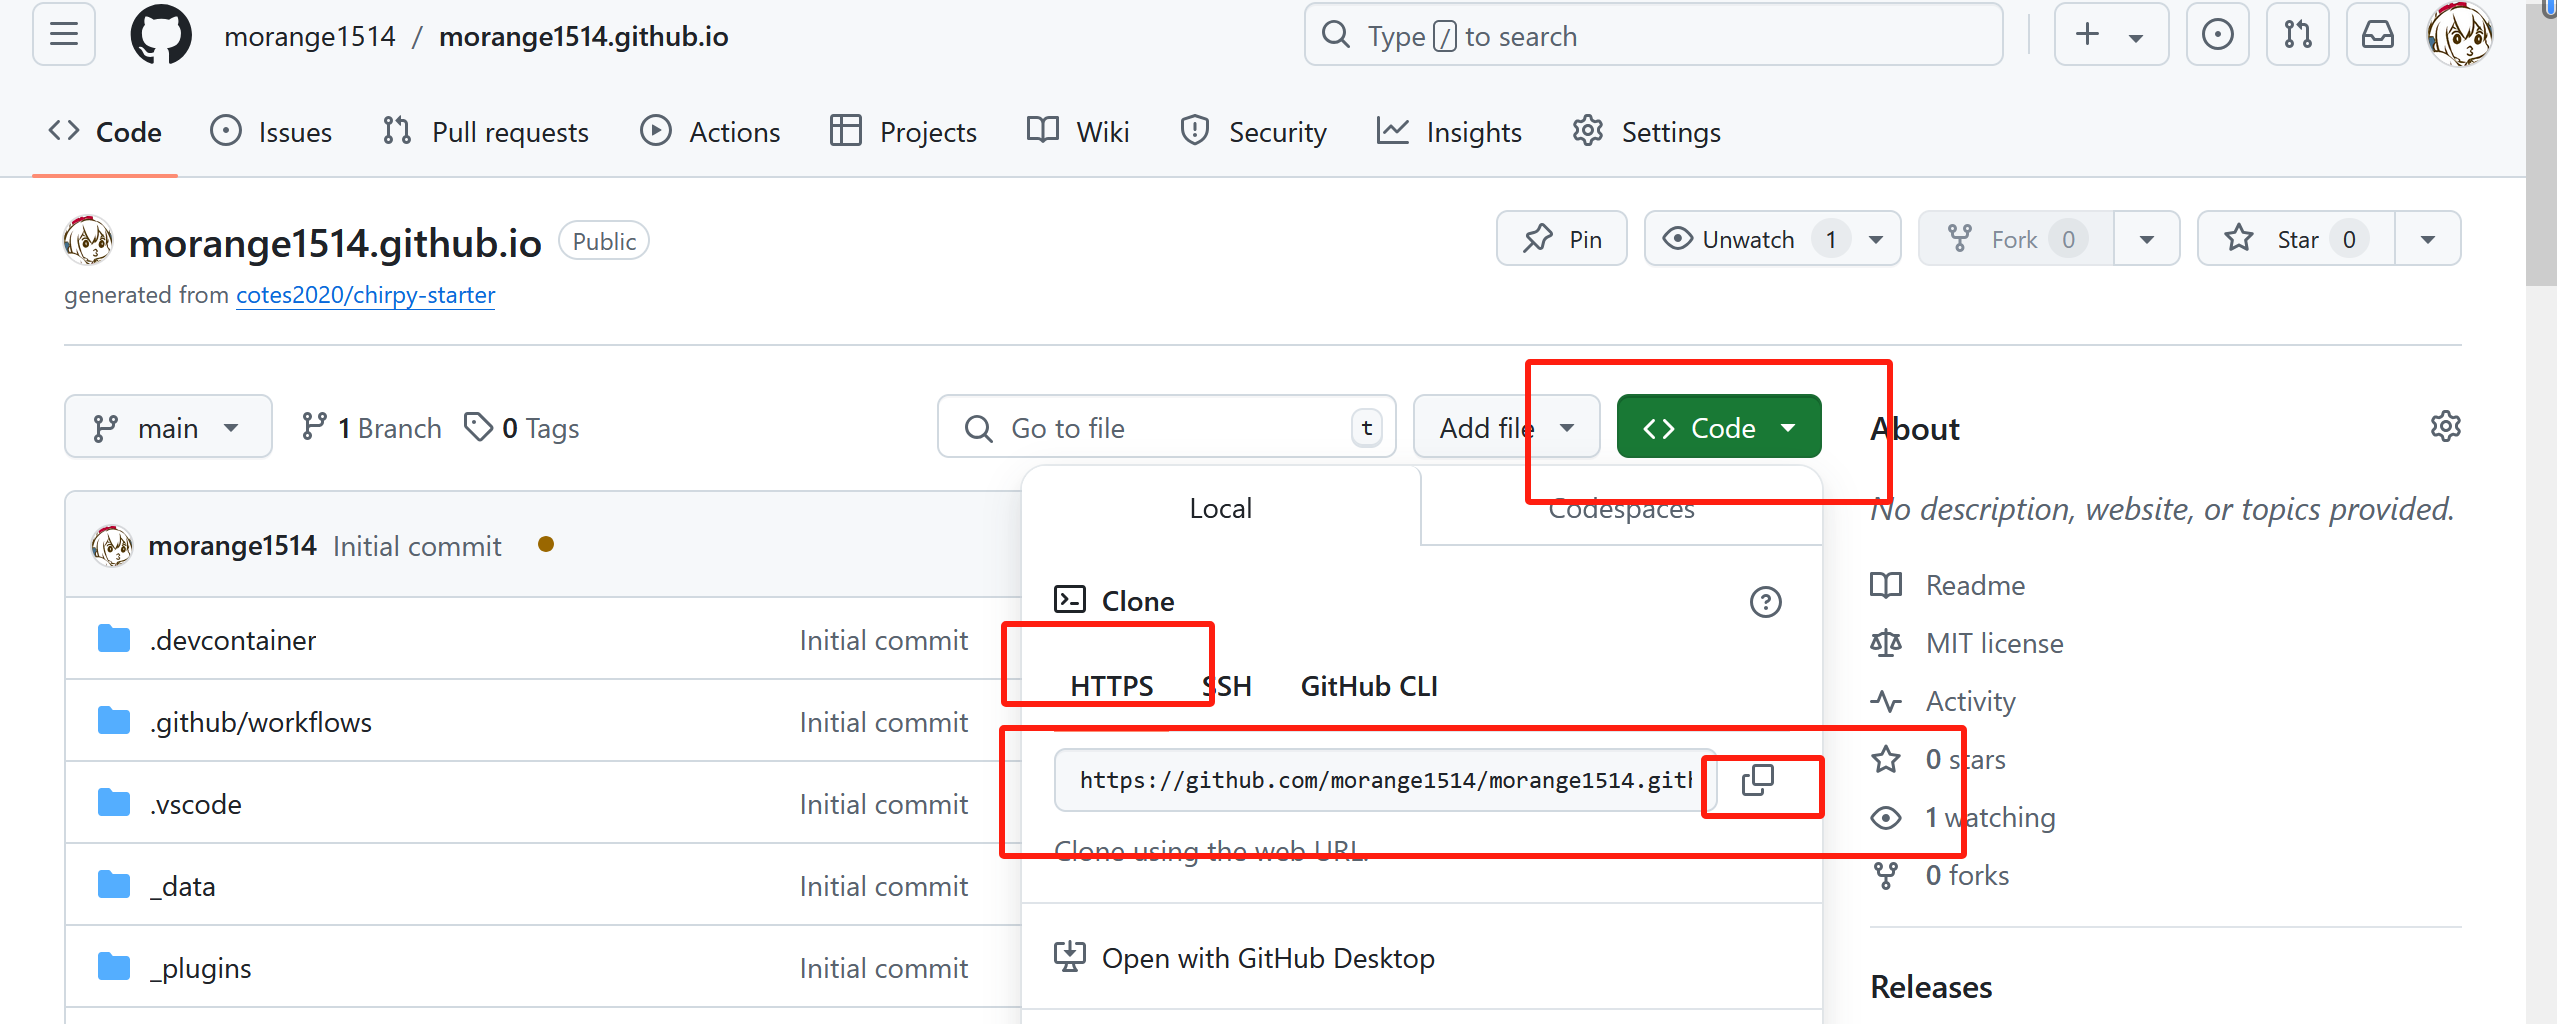 morange1514 / morange1514.github.io
Type / to search
Code Issues Pull requests Actions Projects Wiki Security Insights Settings
morange1514.github.io Public
Pin Unwatch 1 Fork 0 Star 0
generated from cotes2020/chirpy-starter
main 1 Branch 0 Tags Go to file t Add file Code
About
Local Codespaces
No description, website, or topics provided.
morange1514 Initial commit
Clone
Readme
.devcontainer Initial commit
MIT license
HTTPS SSH GitHub CLI
Activity
.github/workflows Initial commit
0 stars
https://github.com/morange1514/morange1514.gith
.vscode Initial commit
1 watching
Clone using the web URL.
0 forks
_data Initial commit
Open with GitHub Desktop
_plugins Initial commit
Releases